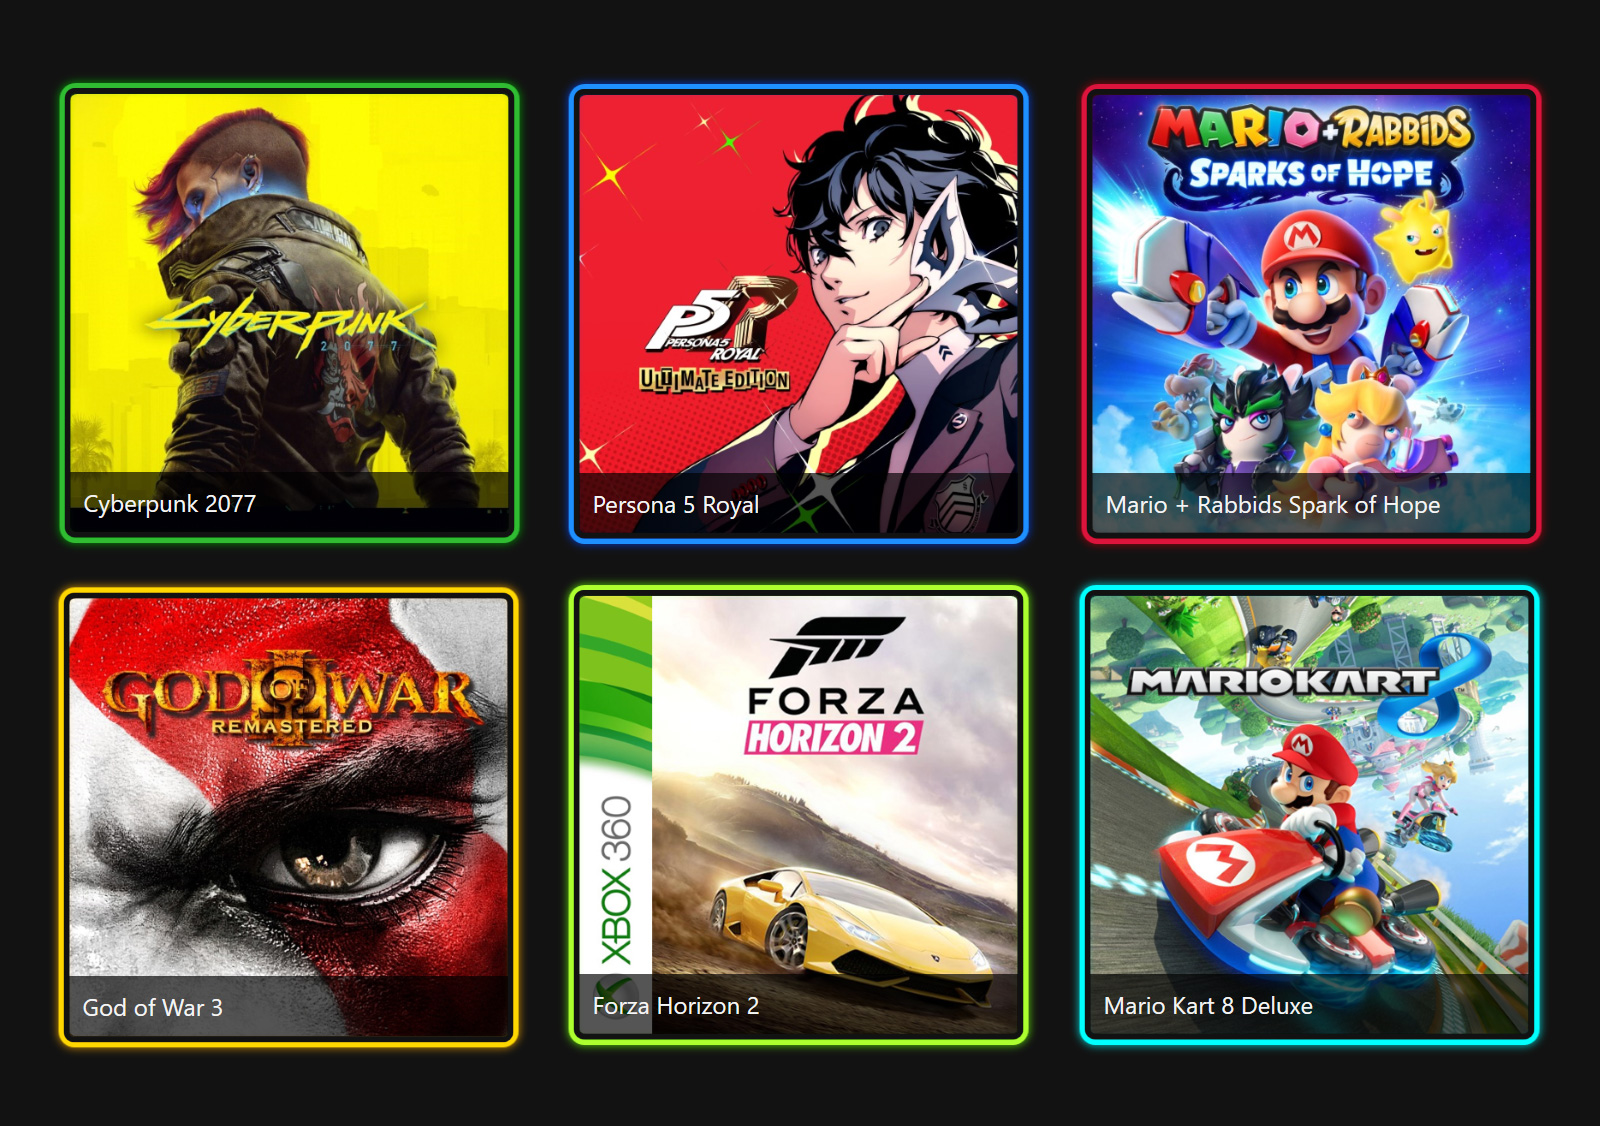 CYBERPUNK
2077
Cyberpunk 2077
P5R
PERSONA5
ROYAL
ULTIMATE EDITION
Persona 5 Royal
MARIO+RABBIDS
SPARKS OF HOPE
M
Mario + Rabbids Spark of Hope
GOD OF WAR
III
REMASTERED
God of War 3
FORZA
HORIZON 2
XBOX 360
Forza Horizon 2
MARIOKART 8
M
M
Mario Kart 8 Deluxe